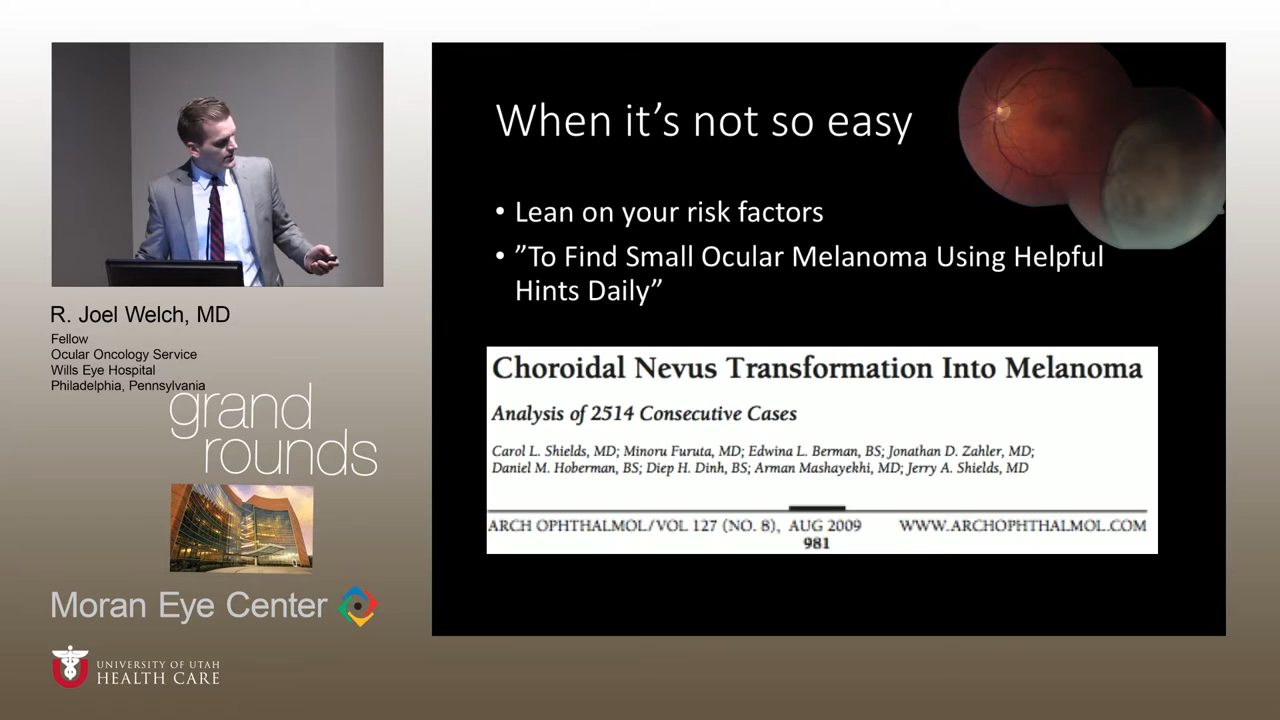 R. Joel Welch, MD
Fellow
Ocular Oncology Service
Wills Eye Hospital
Philadelphia, Pennsylvania
grand
rounds
Moran Eye Center
UNIVERSITY OF UTAH
HEALTH CARE
When it's not so easy
• Lean on your risk factors
• ”To Find Small Ocular Melanoma Using Helpful
Hints Daily”
Choroidal Nevus Transformation Into Melanoma
Analysis of 2514 Consecutive Cases
Carol L. Shields, MD; Minoru Furuta, MD; Edwina L. Berman, BS; Jonathan D. Zahler, MD;
Daniel M. Hoberman, BS; Diep H. Dinh, BS; Arman Mashayekhi, MD; Jerry A. Shields, MD
ARCH OPHTHALMOL/VOL 127 (NO. 8), AUG 2009 WWW.ARCHOPHTHALMOL.COM
981